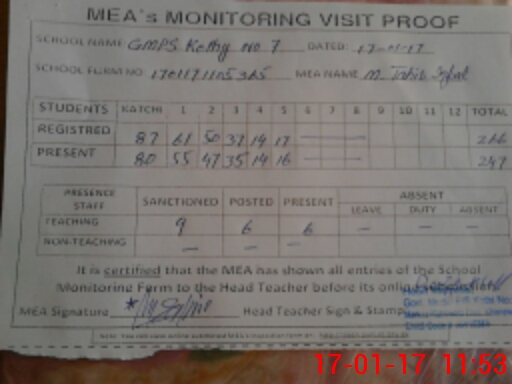 MEA's MONITORING VISIT PROOF
SCHOOL NAME GMPS Kethy No 7 DATED: 17-01-17
SCHOOL FORM NO. MEA NAME M.
STUDENTS KATCHI 1 2 3 4 5 6 7 8 9 10 11 12 TOTAL
REGISTRED 87 61 50 37 14 17 266
PRESENT 80 55 47 35 14 16 247
PRESENCE STAFF SANCTIONED POSTED PRESENT ABSENT
LEAVE DUTY ABSENT
TEACHING 9 6 6 — — —
NON-TEACHING — — —
It is certified that the MEA has shown all entries of the School
Monitoring Form to the Head Teacher before its onlin
MEA Signature Head Teacher Sign & Stamp
17-01-17 11:53